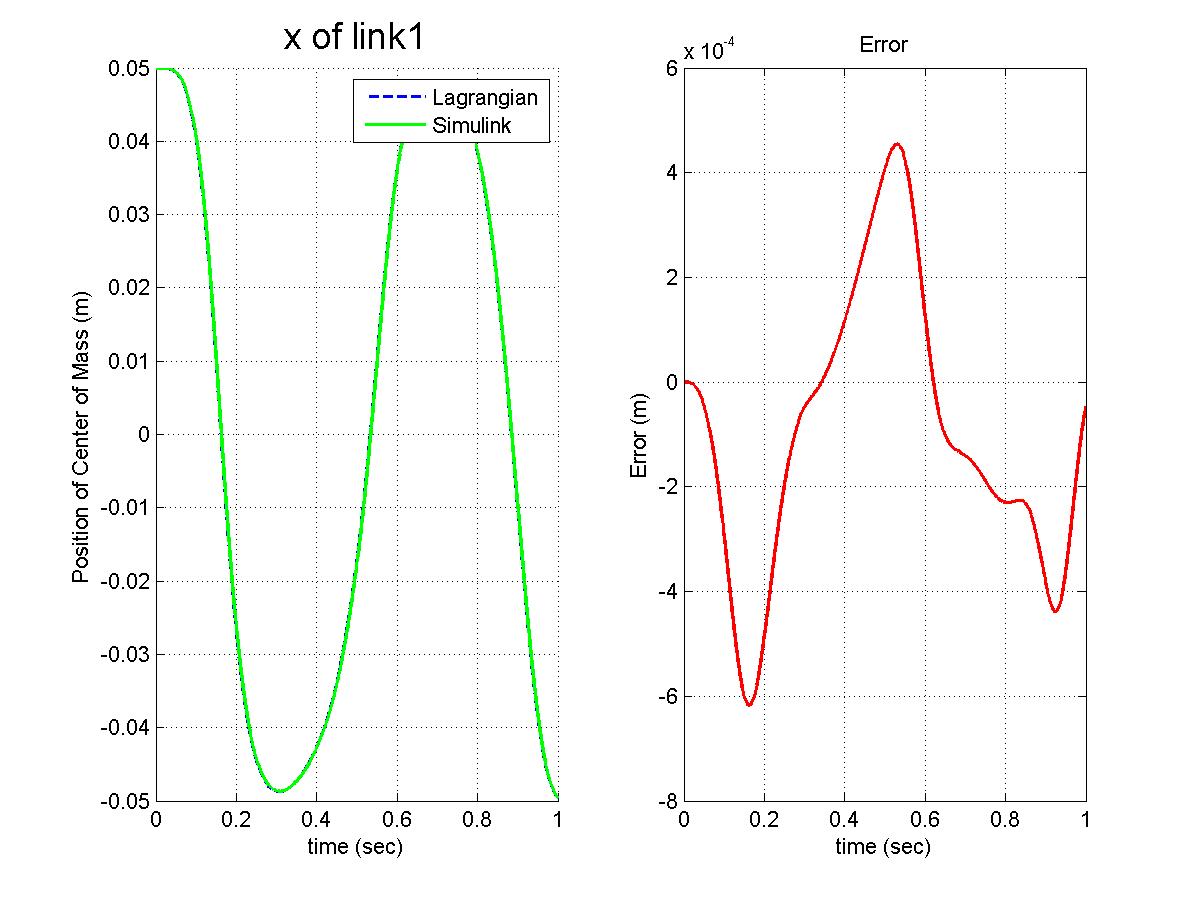 x of link1
Lagrangian
Simulink
0.05
0.04
0.03
0.02
0.01
0
-0.01
-0.02
-0.03
-0.04
-0.05
Position of Center of Mass (m)
0 0.2 0.4 0.6 0.8 1
time (sec)
Error
x 10-4
6
4
2
0
-2
-4
-6
-8
Error (m)
0 0.2 0.4 0.6 0.8 1
time (sec)